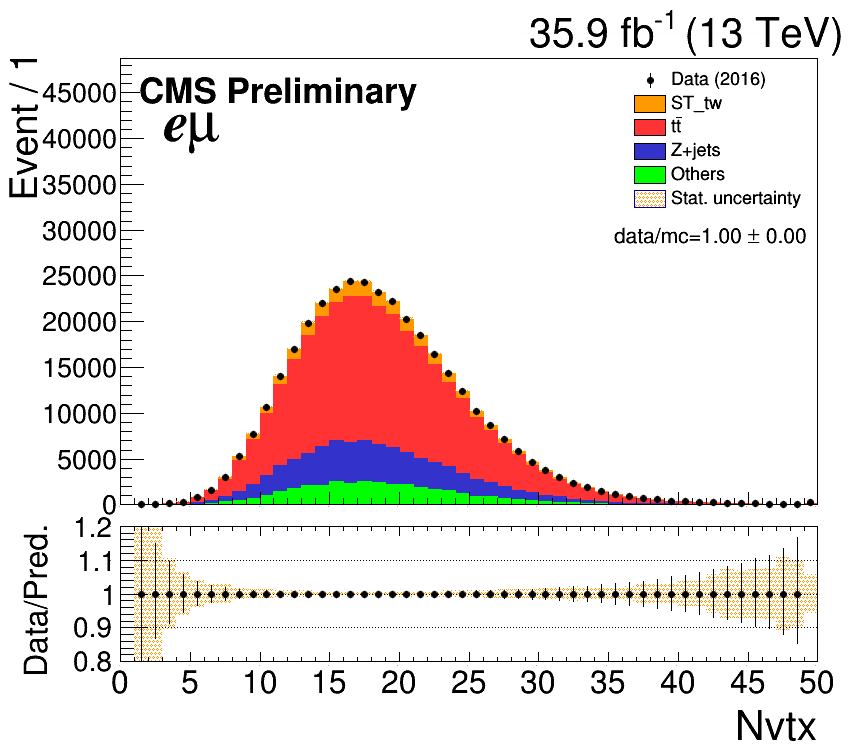 35.9 fb⁻¹ (13 TeV)
Event / 1
CMS Preliminary
eμ
Data (2016)
ST_tw
tt̄
Z+jets
Others
Stat. uncertainty
data/mc=1.00 ± 0.00
45000
40000
35000
30000
25000
20000
15000
10000
5000
0
Data/Pred.
1.2
1.1
1
0.9
0.8
0 5 10 15 20 25 30 35 40 45 50
Nvtx